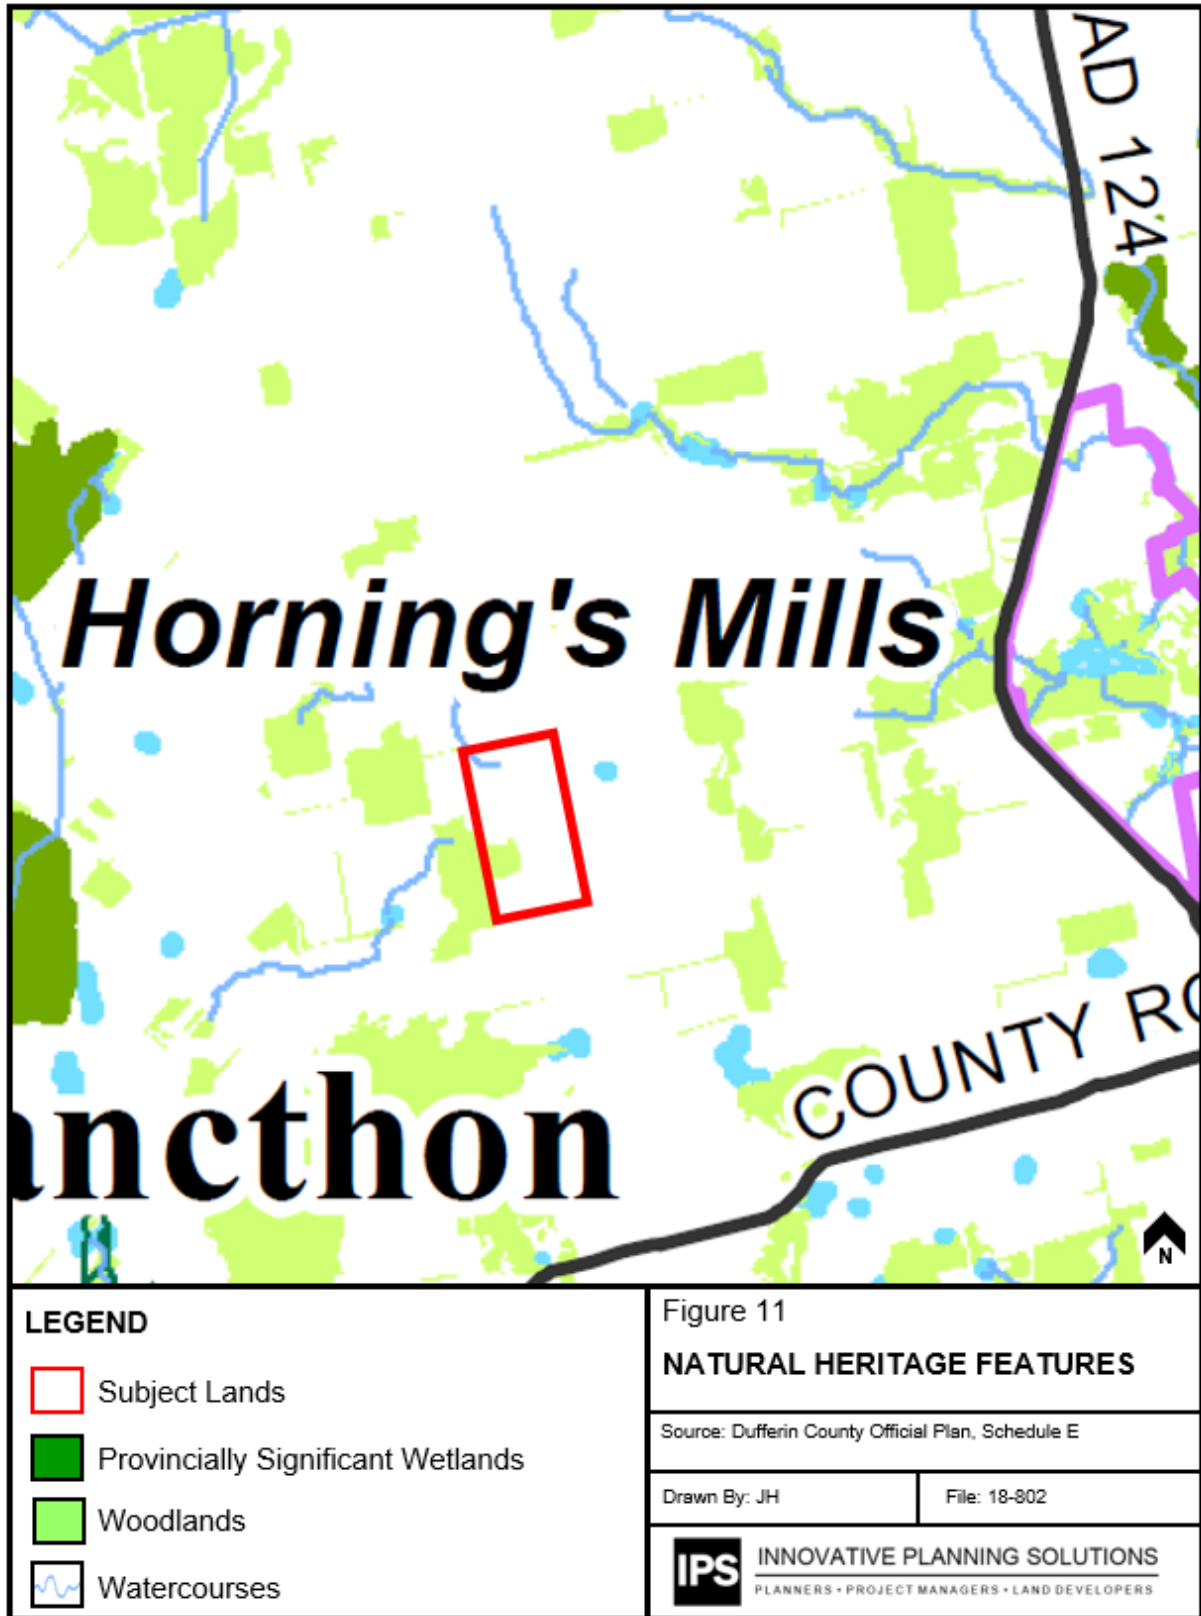 AD 124
Horning's Mills
COUNTY RO
ancthon
N
LEGEND
Subject Lands
Provincially Significant Wetlands
Woodlands
Watercourses
Figure 11
NATURAL HERITAGE FEATURES
Source: Dufferin County Official Plan, Schedule E
Drawn By: JH
File: 18-802
IPS
INNOVATIVE PLANNING SOLUTIONS
PLANNERS • PROJECT MANAGERS • LAND DEVELOPERS